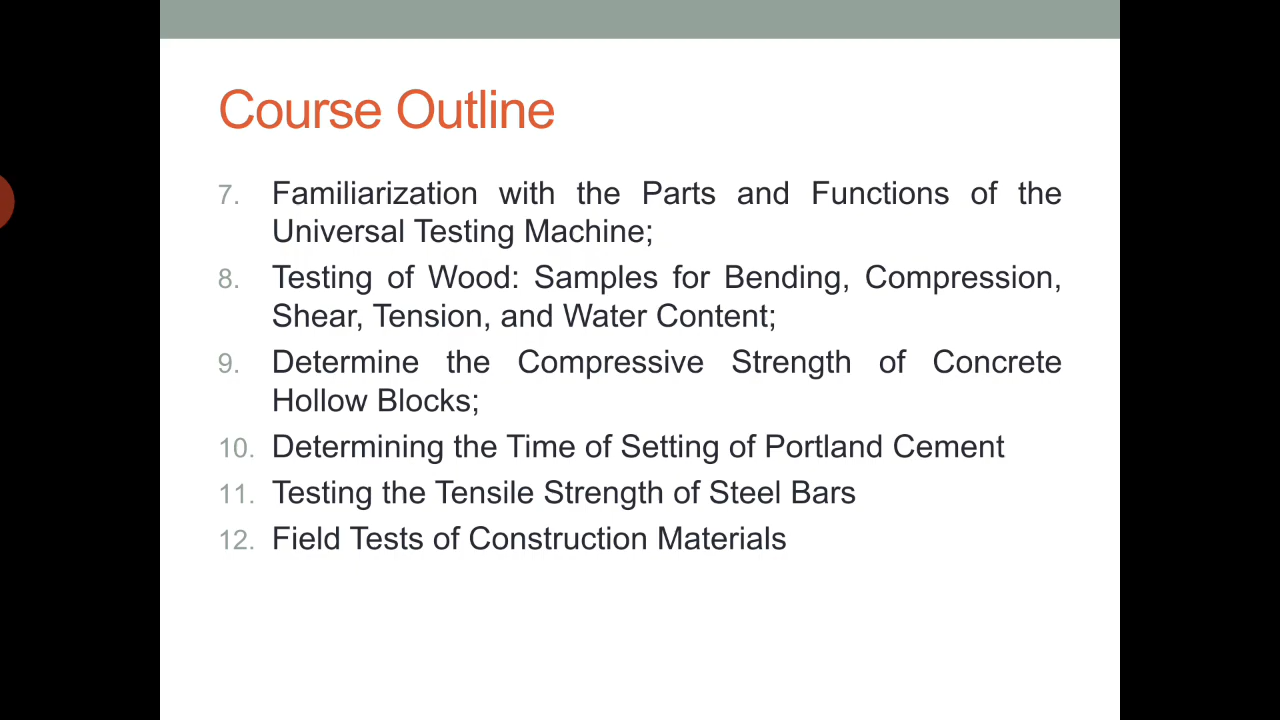 Course Outline
7. Familiarization with the Parts and Functions of the
Universal Testing Machine;
8. Testing of Wood: Samples for Bending, Compression,
Shear, Tension, and Water Content;
9. Determine the Compressive Strength of Concrete
Hollow Blocks;
10. Determining the Time of Setting of Portland Cement
11. Testing the Tensile Strength of Steel Bars
12. Field Tests of Construction Materials